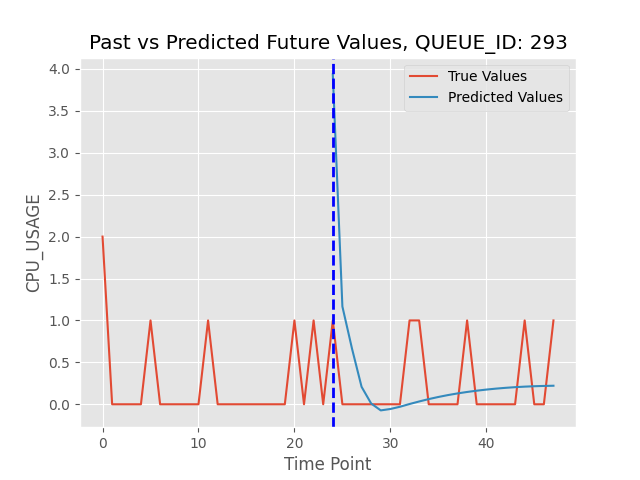 Past vs Predicted Future Values, QUEUE_ID: 293
True Values
Predicted Values
4.0
3.5
3.0
2.5
2.0
1.5
1.0
0.5
0.0
CPU_USAGE
0 10 20 30 40
Time Point